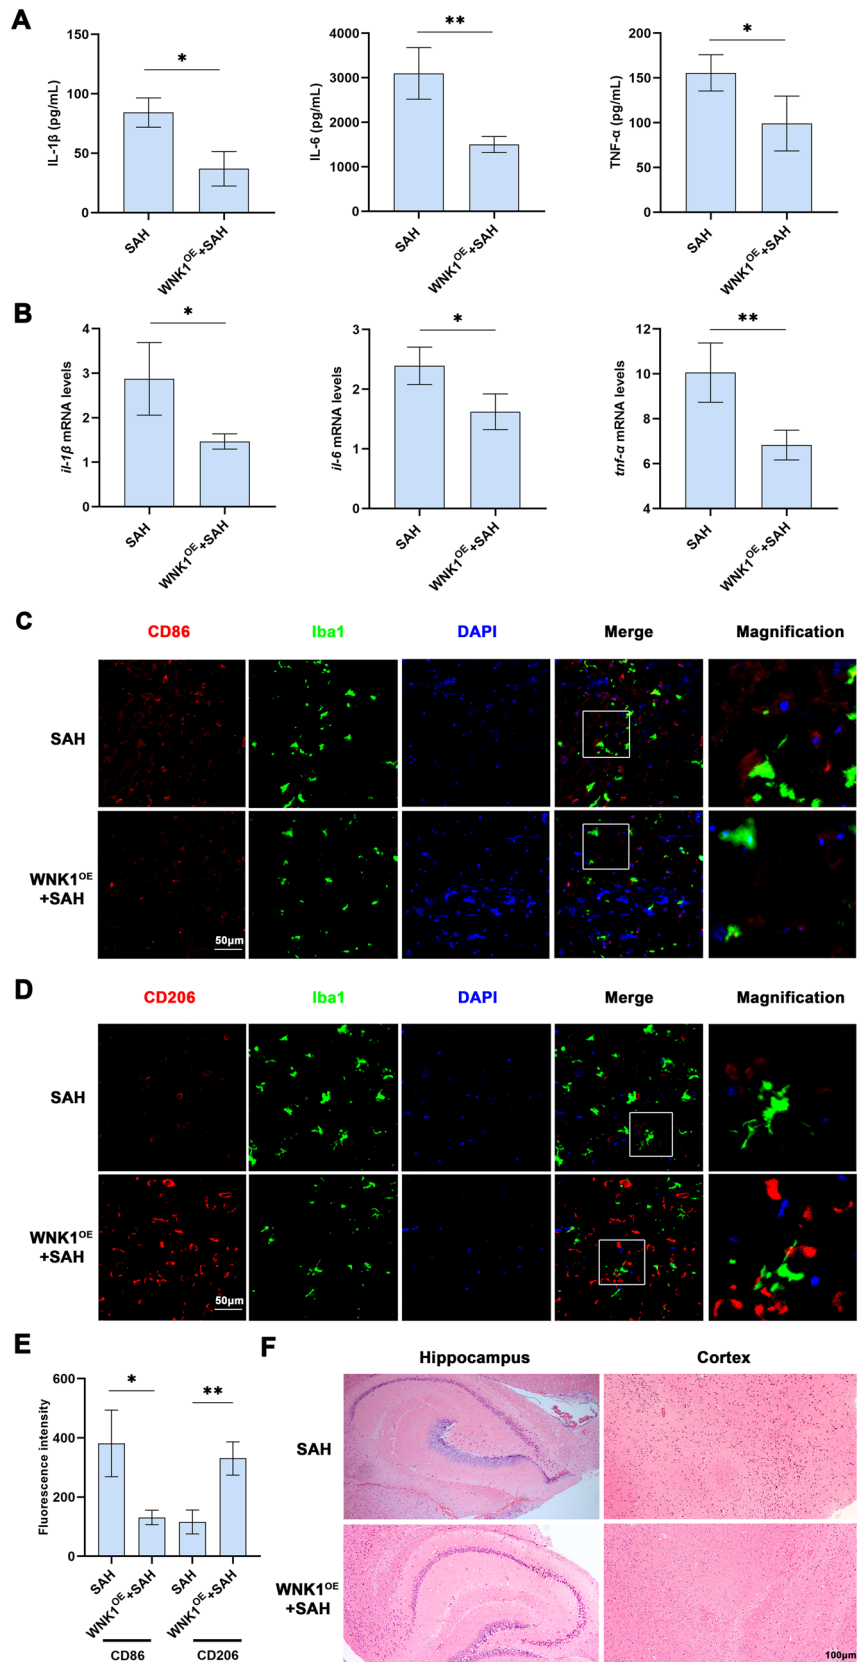 A
IL-1β (pg/mL)
150
100
50
0
*
SAH
WNK1OE+SAH
IL-6 (pg/mL)
4000
3000
2000
1000
0
**
SAH
WNK1OE+SAH
TNF-α (pg/mL)
200
150
100
50
0
*
SAH
WNK1OE+SAH
B
il-1β mRNA levels
4
3
2
1
0
*
SAH
WNK1OE+SAH
il-6 mRNA levels
3
2
1
0
*
SAH
WNK1OE+SAH
tnf-α mRNA levels
12
10
8
6
4
**
SAH
WNK1OE+SAH
C
CD86 Iba1 DAPI Merge Magnification
SAH
WNK1OE
+SAH
50μm
D
CD206 Iba1 DAPI Merge Magnification
SAH
WNK1OE
+SAH
50μm
E
Fluorescence intensity
600
400
200
0
* **
SAH
WNK1OE+SAH
SAH
WNK1OE+SAH
CD86 CD206
F
Hippocampus Cortex
SAH
WNK1OE
+SAH
100μm